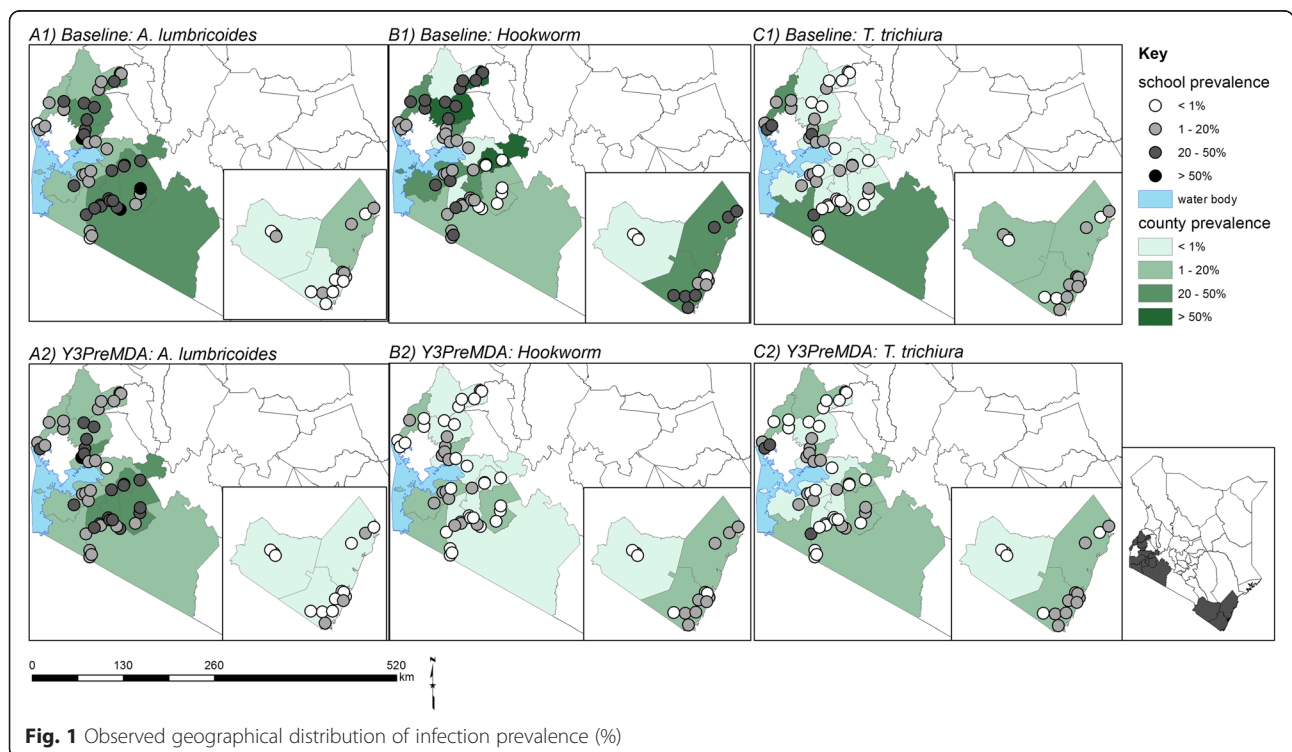 A1) Baseline: A. lumbricoides
B1) Baseline: Hookworm
C1) Baseline: T. trichiura
Key
school prevalence
< 1%
1 - 20%
20 - 50%
> 50%
water body
county prevalence
< 1%
1 - 20%
20 - 50%
> 50%
A2) Y3PreMDA: A. lumbricoides
B2) Y3PreMDA: Hookworm
C2) Y3PreMDA: T. trichiura
0 130 260 520
km
N
Fig. 1 Observed geographical distribution of infection prevalence (%)